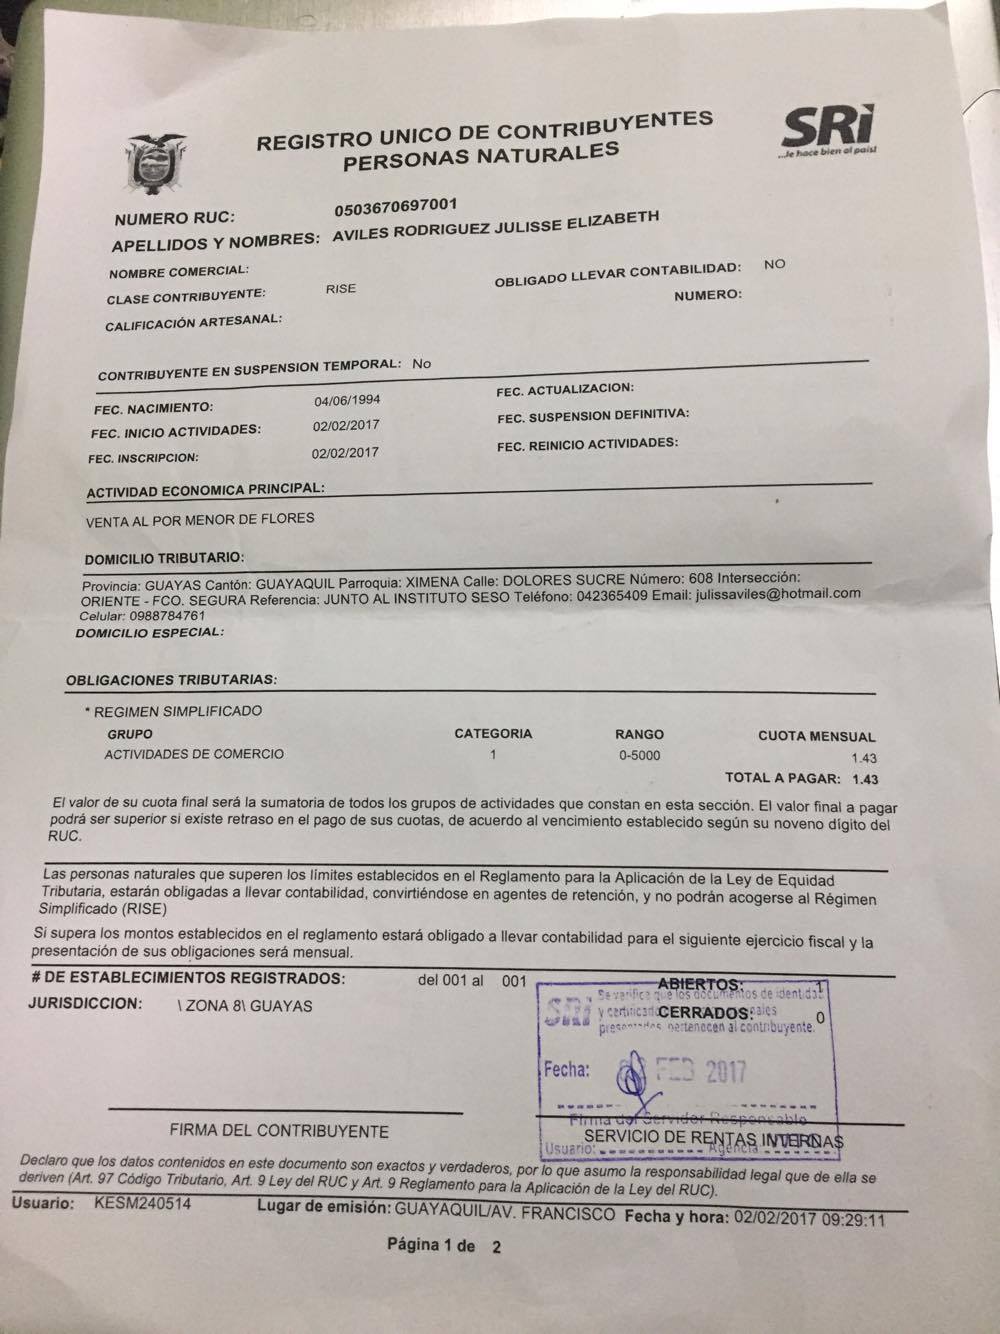 REGISTRO UNICO DE CONTRIBUYENTES
PERSONAS NATURALES
SRi
...le hace bien al país!
NUMERO RUC: 0503670697001
APELLIDOS Y NOMBRES: AVILES RODRIGUEZ JULISSE ELIZABETH
NOMBRE COMERCIAL:
CLASE CONTRIBUYENTE: RISE OBLIGADO LLEVAR CONTABILIDAD: NO
CALIFICACIÓN ARTESANAL: NUMERO:
CONTRIBUYENTE EN SUSPENSION TEMPORAL: No
FEC. NACIMIENTO: 04/06/1994 FEC. ACTUALIZACION:
FEC. INICIO ACTIVIDADES: 02/02/2017 FEC. SUSPENSION DEFINITIVA:
FEC. INSCRIPCION: 02/02/2017 FEC. REINICIO ACTIVIDADES:
ACTIVIDAD ECONOMICA PRINCIPAL:
VENTA AL POR MENOR DE FLORES
DOMICILIO TRIBUTARIO:
Provincia: GUAYAS Cantón: GUAYAQUIL Parroquia: XIMENA Calle: DOLORES SUCRE Número: 608 Intersección:
ORIENTE - FCO. SEGURA Referencia: JUNTO AL INSTITUTO SESO Teléfono: 042365409 Email: julissaviles@hotmail.com
Celular: 0988784761
DOMICILIO ESPECIAL:
OBLIGACIONES TRIBUTARIAS:
* REGIMEN SIMPLIFICADO
GRUPO CATEGORIA RANGO CUOTA MENSUAL
ACTIVIDADES DE COMERCIO 1 0-5000 1.43
TOTAL A PAGAR: 1.43
El valor de su cuota final será la sumatoria de todos los grupos de actividades que constan en esta sección. El valor final a pagar
podrá ser superior si existe retraso en el pago de sus cuotas, de acuerdo al vencimiento establecido según su noveno dígito del
RUC.
Las personas naturales que superen los límites establecidos en el Reglamento para la Aplicación de la Ley de Equidad
Tributaria, estarán obligadas a llevar contabilidad, convirtiéndose en agentes de retención, y no podrán acogerse al Régimen
Simplificado (RISE)
Si supera los montos establecidos en el reglamento estará obligado a llevar contabilidad para el siguiente ejercicio fiscal y la
presentación de sus obligaciones será mensual.
# DE ESTABLECIMIENTOS REGISTRADOS: del 001 al 001 ABIERTOS: 1
JURISDICCION: \ ZONA 8\ GUAYAS CERRADOS: 0
SRi
Se verifica que los documentos de identidad
y certificado
presentados pertenecen al contribuyente.
Fecha: FEB 2017
Firma del Servidor Responsable
Usuario: Agencia
FIRMA DEL CONTRIBUYENTE SERVICIO DE RENTAS INTERNAS
Declaro que los datos contenidos en este documento son exactos y verdaderos, por lo que asumo la responsabilidad legal que de ella se
deriven (Art. 97 Código Tributario, Art. 9 Ley del RUC y Art. 9 Reglamento para la Aplicación de la Ley del RUC).
Usuario: KESM240514 Lugar de emisión: GUAYAQUIL/AV. FRANCISCO Fecha y hora: 02/02/2017 09:29:11
Página 1 de 2